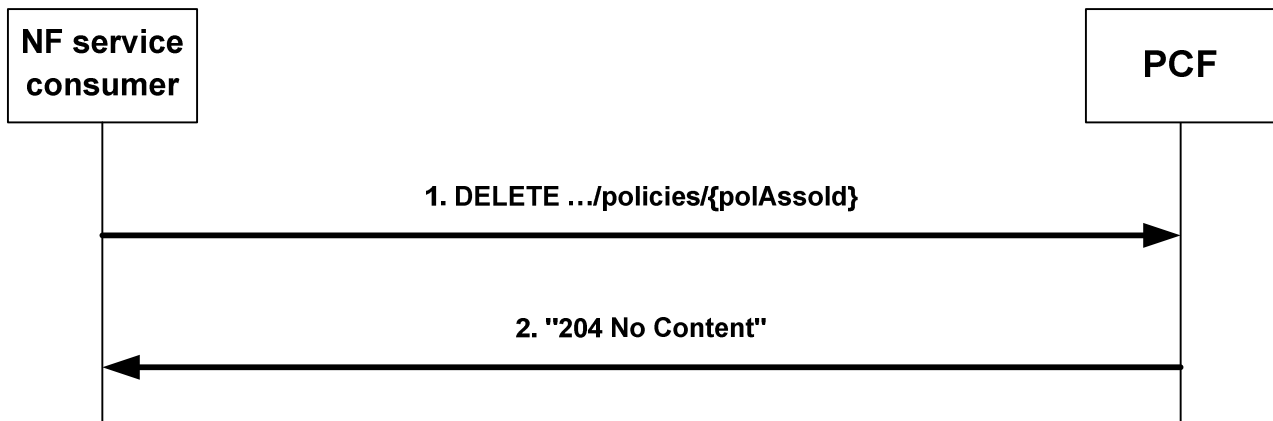 NF service
consumer
PCF
1. DELETE …/policies/{polAssoId}
2. "204 No Content"